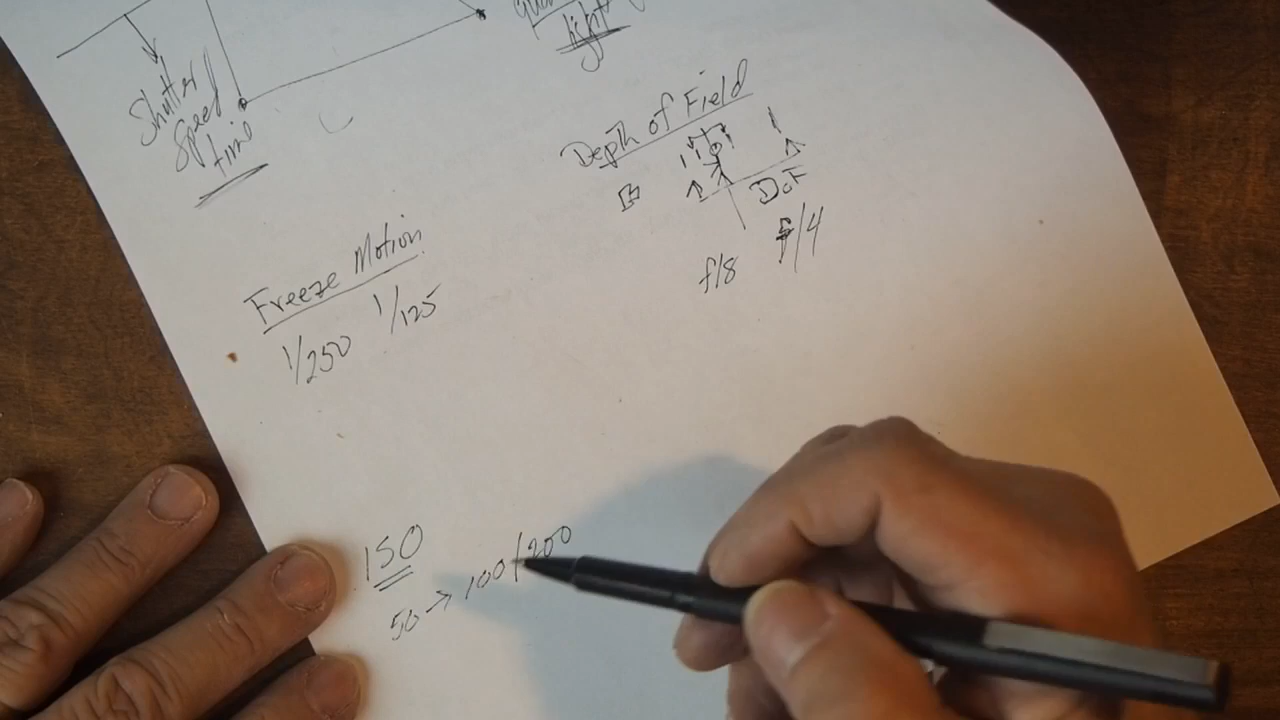 light
Shutter
Speed
time
Depth of Field
DoF
f/8 f/4
Freeze Motion
1/250 1/125
150
50 → 100/200